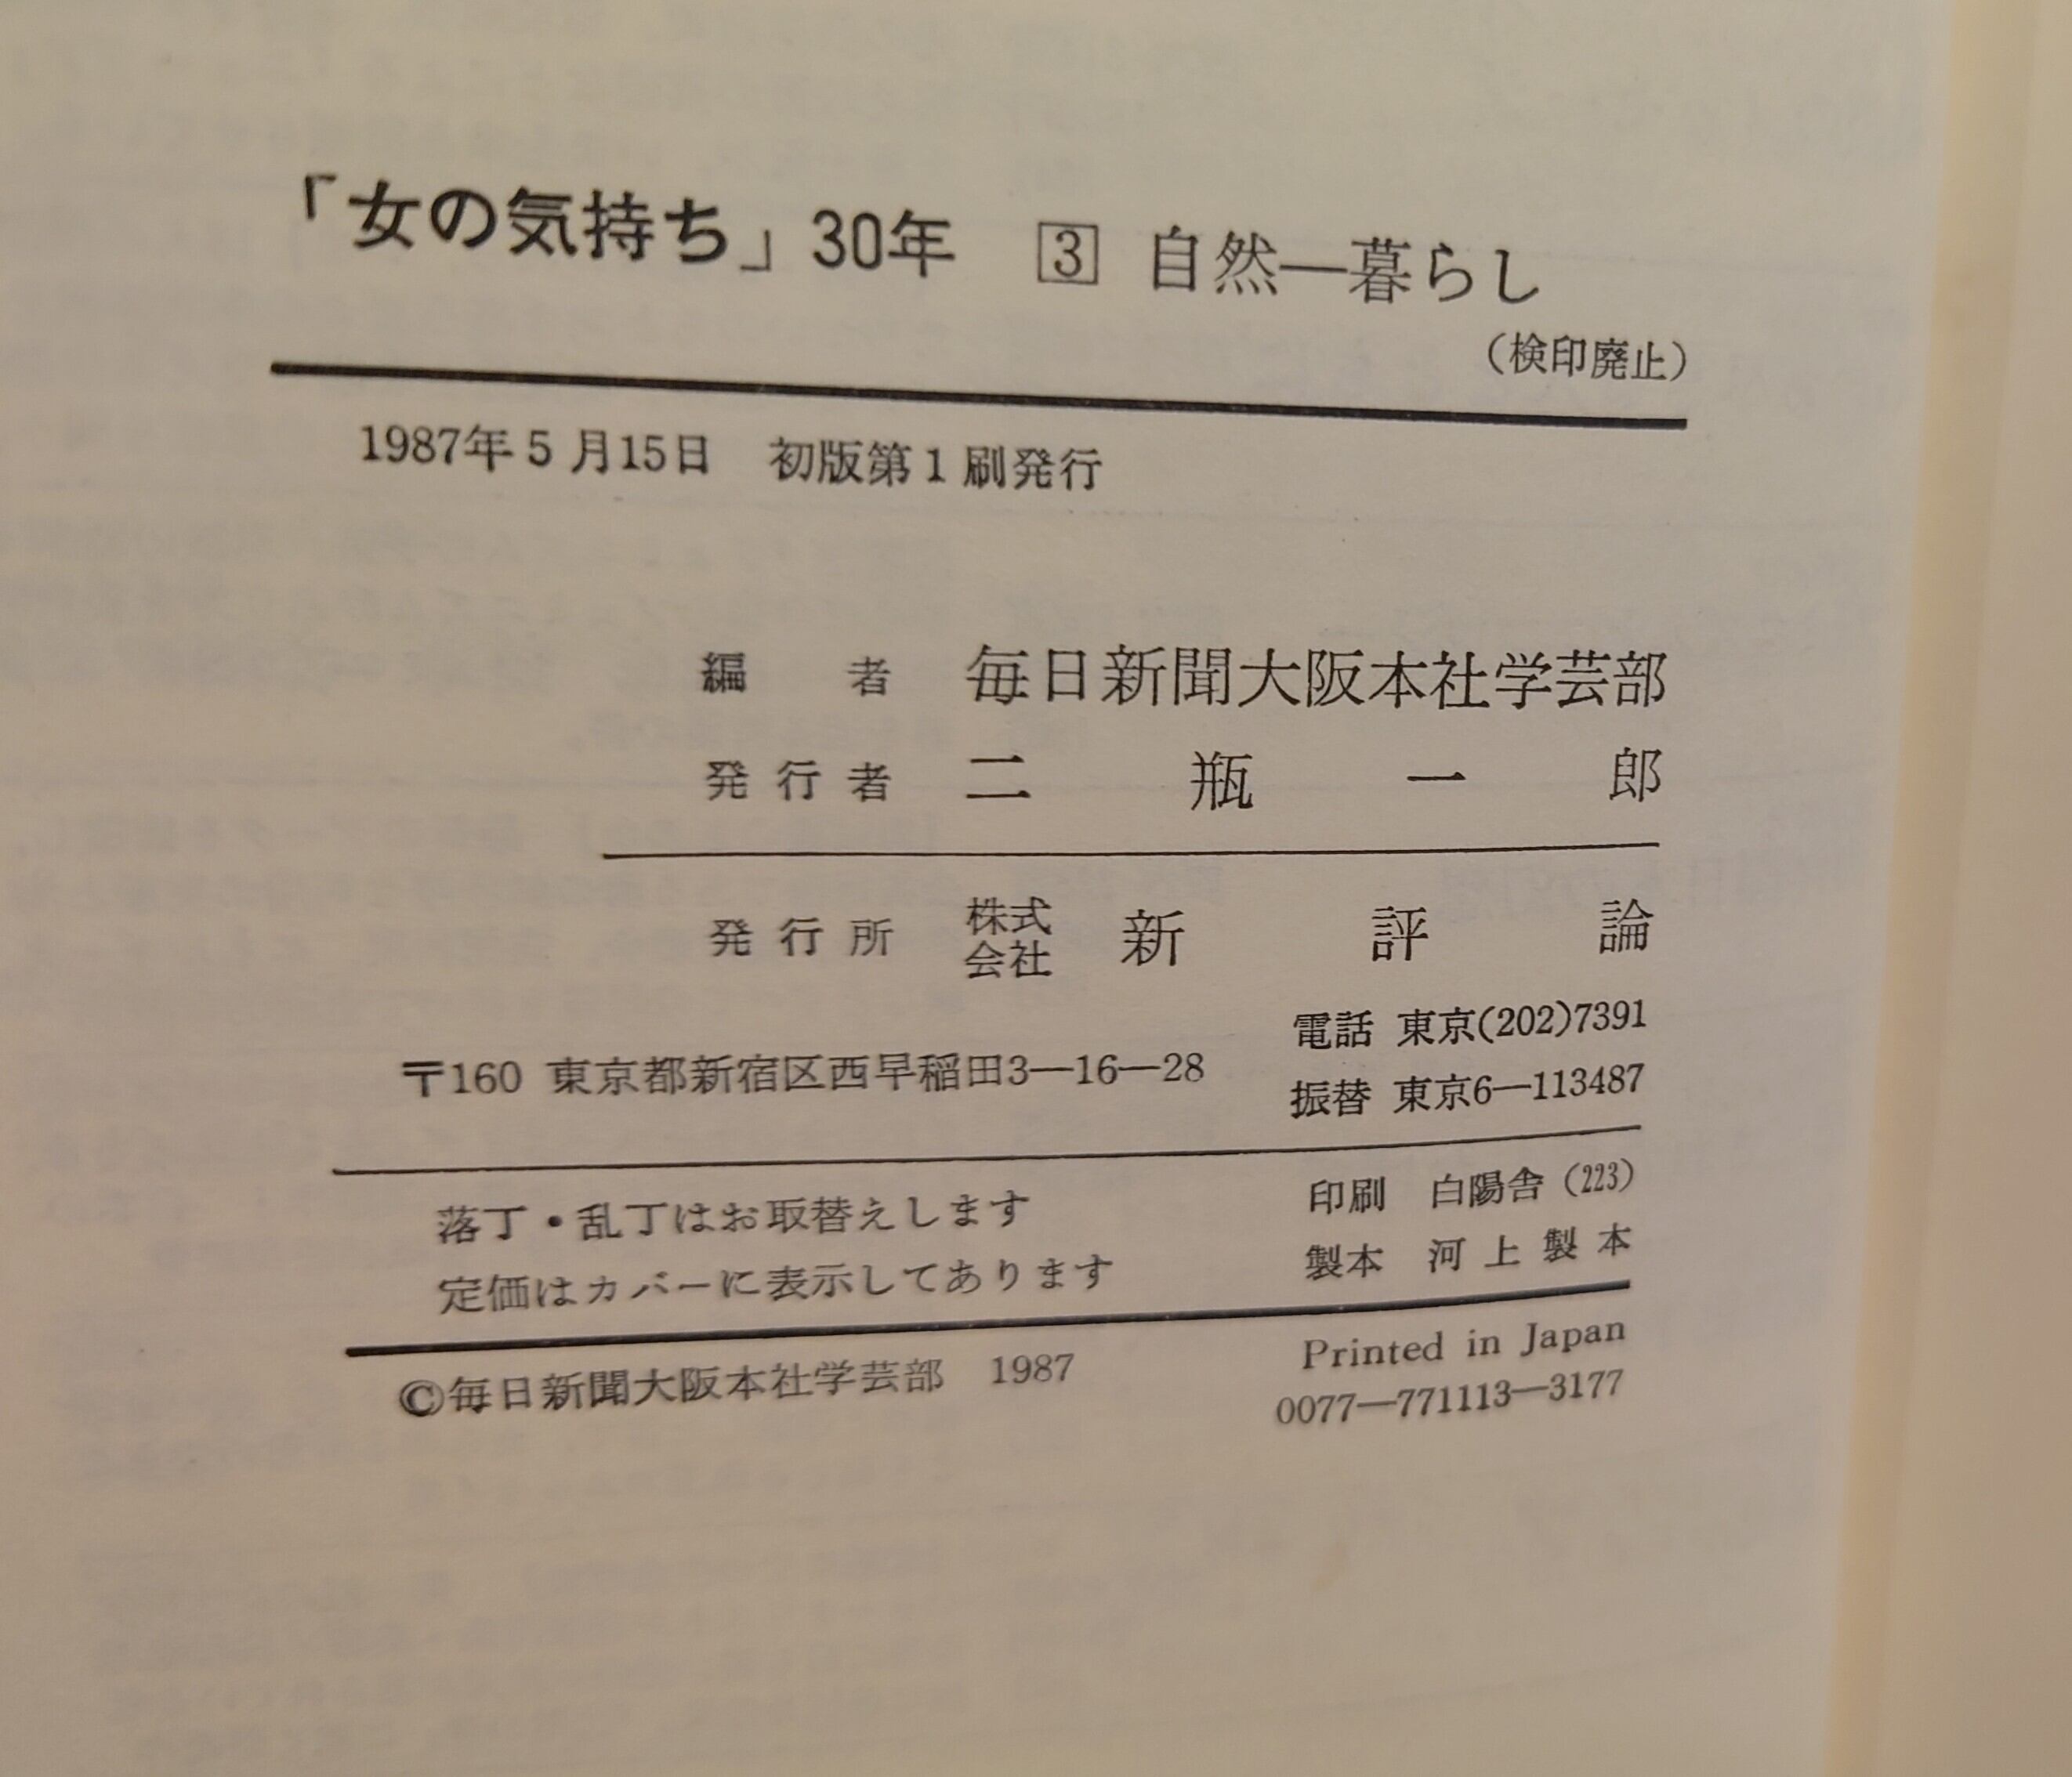 「女の気持ち」30年　3　自然―暮らし
（検印廃止）
1987年5月15日　初版第1刷発行
編者　毎日新聞大阪本社学芸部
発行者　二瓶一郎
発行所　株式会社　新評論
電話 東京(202)7391
〒160 東京都新宿区西早稲田3―16―28
振替 東京6―113487
落丁・乱丁はお取替えします
印刷　白陽舎（223）
定価はカバーに表示してあります
製本　河上製本
©毎日新聞大阪本社学芸部　1987
Printed in Japan
0077―771113―3177